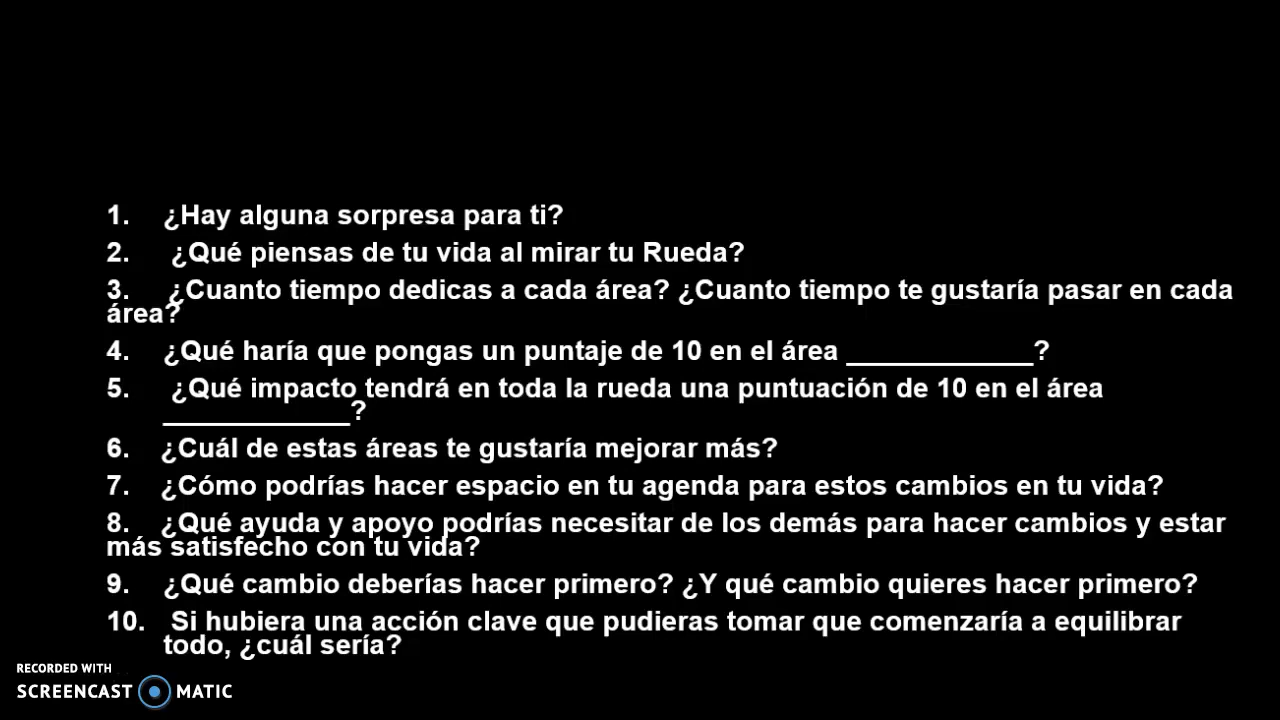 1. ¿Hay alguna sorpresa para ti?
2. ¿Qué piensas de tu vida al mirar tu Rueda?
3. ¿Cuanto tiempo dedicas a cada área? ¿Cuanto tiempo te gustaría pasar en cada
área?
4. ¿Qué haría que pongas un puntaje de 10 en el área ____________?
5. ¿Qué impacto tendrá en toda la rueda una puntuación de 10 en el área
____________?
6. ¿Cuál de estas áreas te gustaría mejorar más?
7. ¿Cómo podrías hacer espacio en tu agenda para estos cambios en tu vida?
8. ¿Qué ayuda y apoyo podrías necesitar de los demás para hacer cambios y estar
más satisfecho con tu vida?
9. ¿Qué cambio deberías hacer primero? ¿Y qué cambio quieres hacer primero?
10. Si hubiera una acción clave que pudieras tomar que comenzaría a equilibrar
todo, ¿cuál sería?
RECORDED WITH
SCREENCAST MATIC